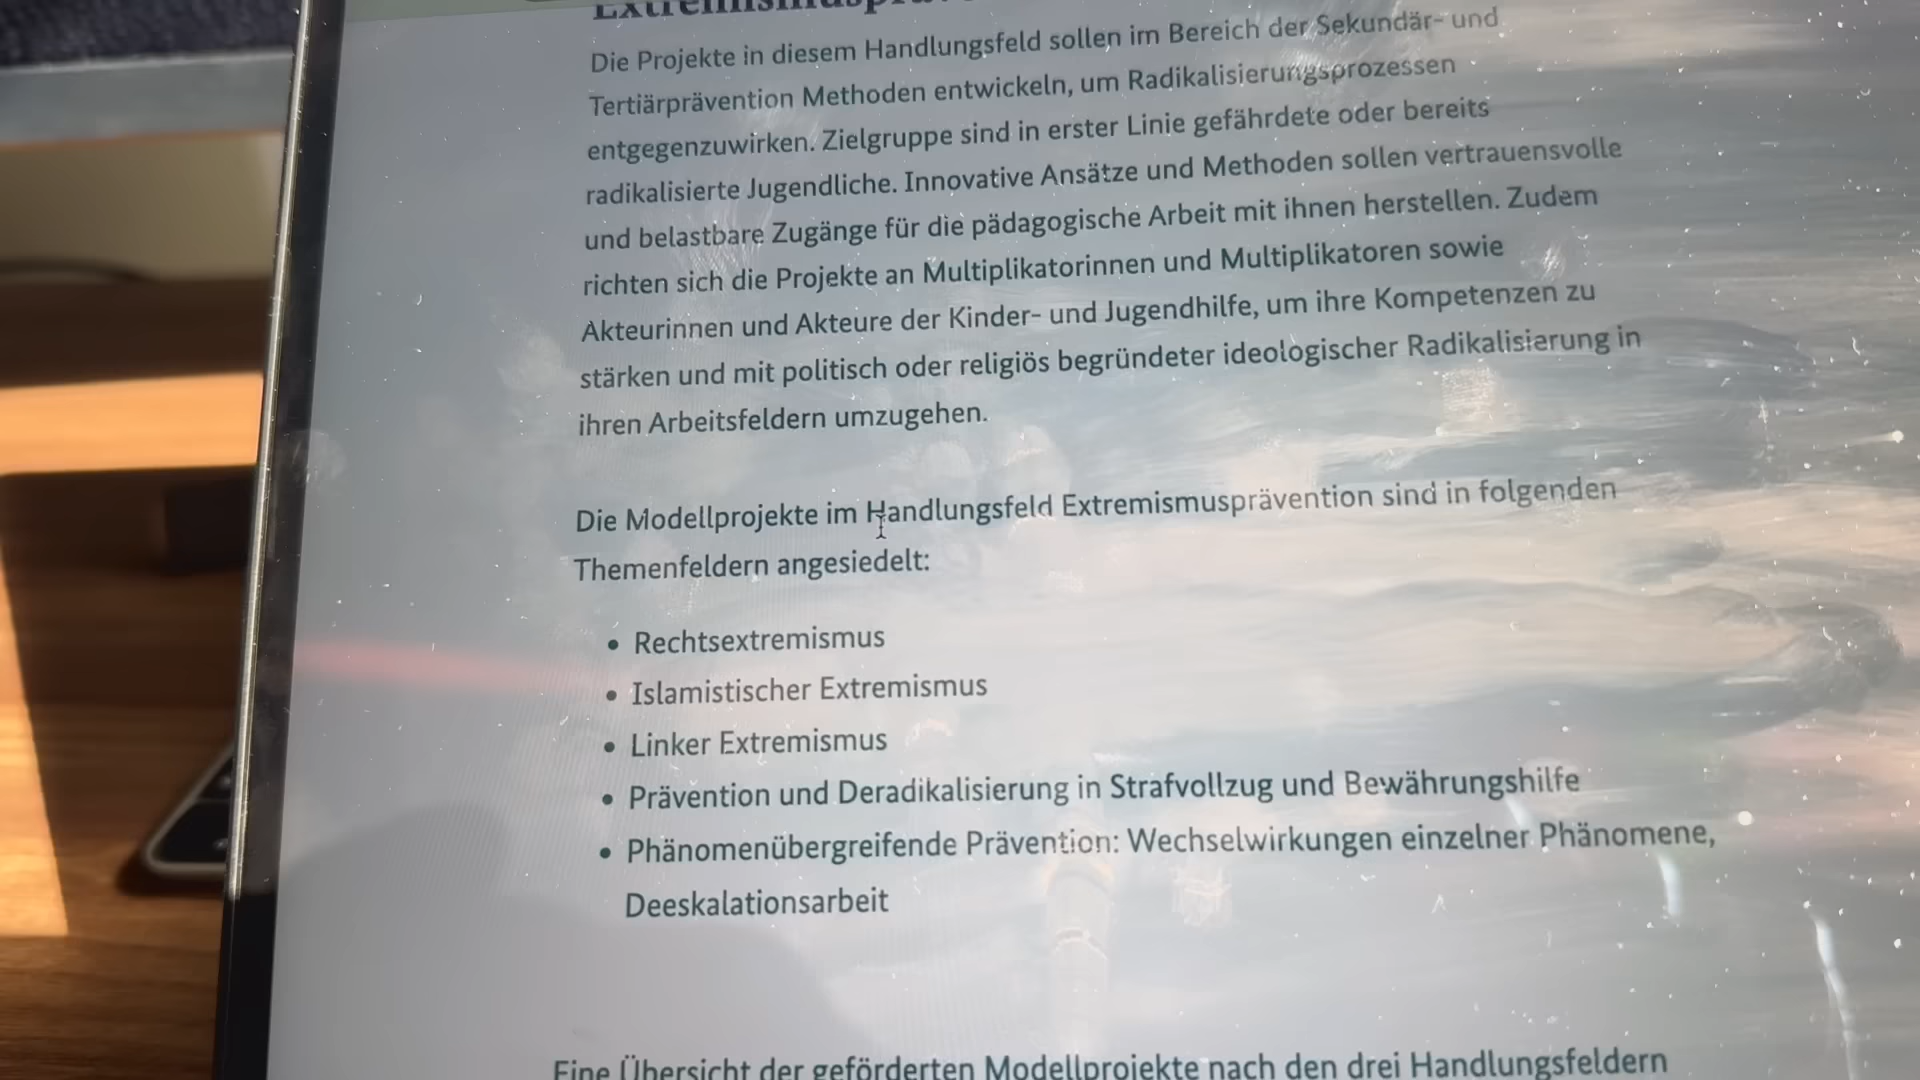 Die Projekte in diesem Handlungsfeld sollen im Bereich der Sekundär- und
Tertiärprävention Methoden entwickeln, um Radikalisierungsprozessen
entgegenzuwirken. Zielgruppe sind in erster Linie gefährdete oder bereits
radikalisierte Jugendliche. Innovative Ansätze und Methoden sollen vertrauensvolle
und belastbare Zugänge für die pädagogische Arbeit mit ihnen herstellen. Zudem
richten sich die Projekte an Multiplikatorinnen und Multiplikatoren sowie
Akteurinnen und Akteure der Kinder- und Jugendhilfe, um ihre Kompetenzen zu
stärken und mit politisch oder religiös begründeter ideologischer Radikalisierung in
ihren Arbeitsfeldern umzugehen.
Die Modellprojekte im Handlungsfeld Extremismusprävention sind in folgenden
Themenfeldern angesiedelt:
• Rechtsextremismus
• Islamistischer Extremismus
• Linker Extremismus
• Prävention und Deradikalisierung in Strafvollzug und Bewährungshilfe
• Phänomenübergreifende Prävention: Wechselwirkungen einzelner Phänomene,
Deeskalationsarbeit
Eine Übersicht der geförderten Modellprojekte nach den drei Handlungsfeldern